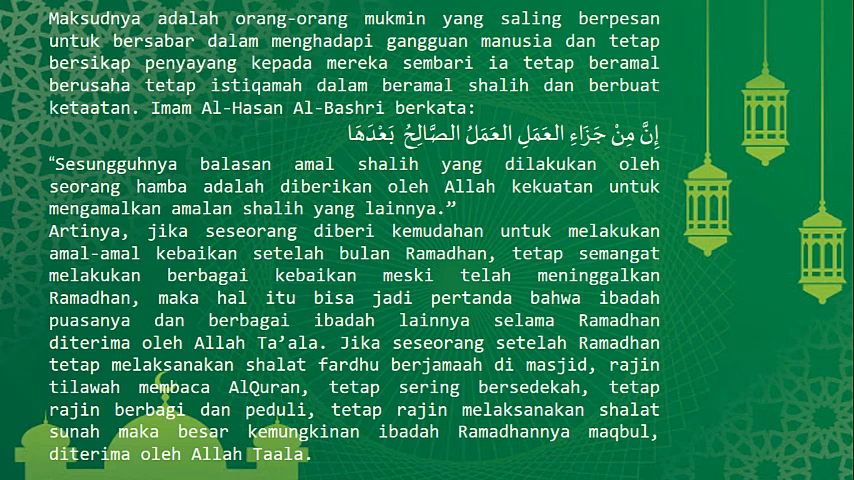 Maksudnya adalah orang-orang mukmin yang saling berpesan
untuk bersabar dalam menghadapi gangguan manusia dan tetap
bersikap penyayang kepada mereka sembari ia tetap beramal
berusaha tetap istiqamah dalam beramal shalih dan berbuat
ketaatan. Imam Al-Hasan Al-Bashri berkata:
إِنَّ مِنْ جَزَاءِ العَمَلِ العَمَلُ الصَّالِحُ بَعْدَهَا
“Sesungguhnya balasan amal shalih yang dilakukan oleh
seorang hamba adalah diberikan oleh Allah kekuatan untuk
mengamalkan amalan shalih yang lainnya.”
Artinya, jika seseorang diberi kemudahan untuk melakukan
amal-amal kebaikan setelah bulan Ramadhan, tetap semangat
melakukan berbagai kebaikan meski telah meninggalkan
Ramadhan, maka hal itu bisa jadi pertanda bahwa ibadah
puasanya dan berbagai ibadah lainnya selama Ramadhan
diterima oleh Allah Ta’ala. Jika seseorang setelah Ramadhan
tetap melaksanakan shalat fardhu berjamaah di masjid, rajin
tilawah membaca AlQuran, tetap sering bersedekah, tetap
rajin berbagi dan peduli, tetap rajin melaksanakan shalat
sunah maka besar kemungkinan ibadah Ramadhannya maqbul,
diterima oleh Allah Taala.